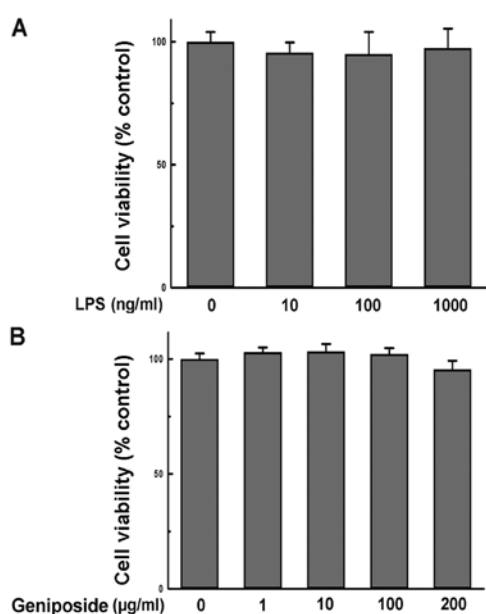 A
Cell viability (% control)
100
50
0
LPS (ng/ml) 0 10 100 1000
B
Cell viability (% control)
100
50
0
Geniposide (µg/ml) 0 1 10 100 200